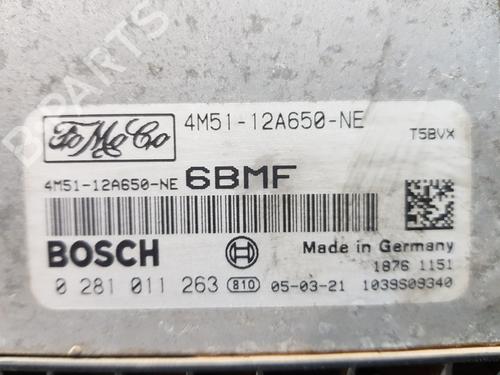 B-PARTS
FoMoCo
4M51-12A650-NE
T5BVX
4M51-12A650-NE 6BMF
BOSCH
Made in Germany
1876 1151
0 281 011 263 810 05-03-21 1039S09340